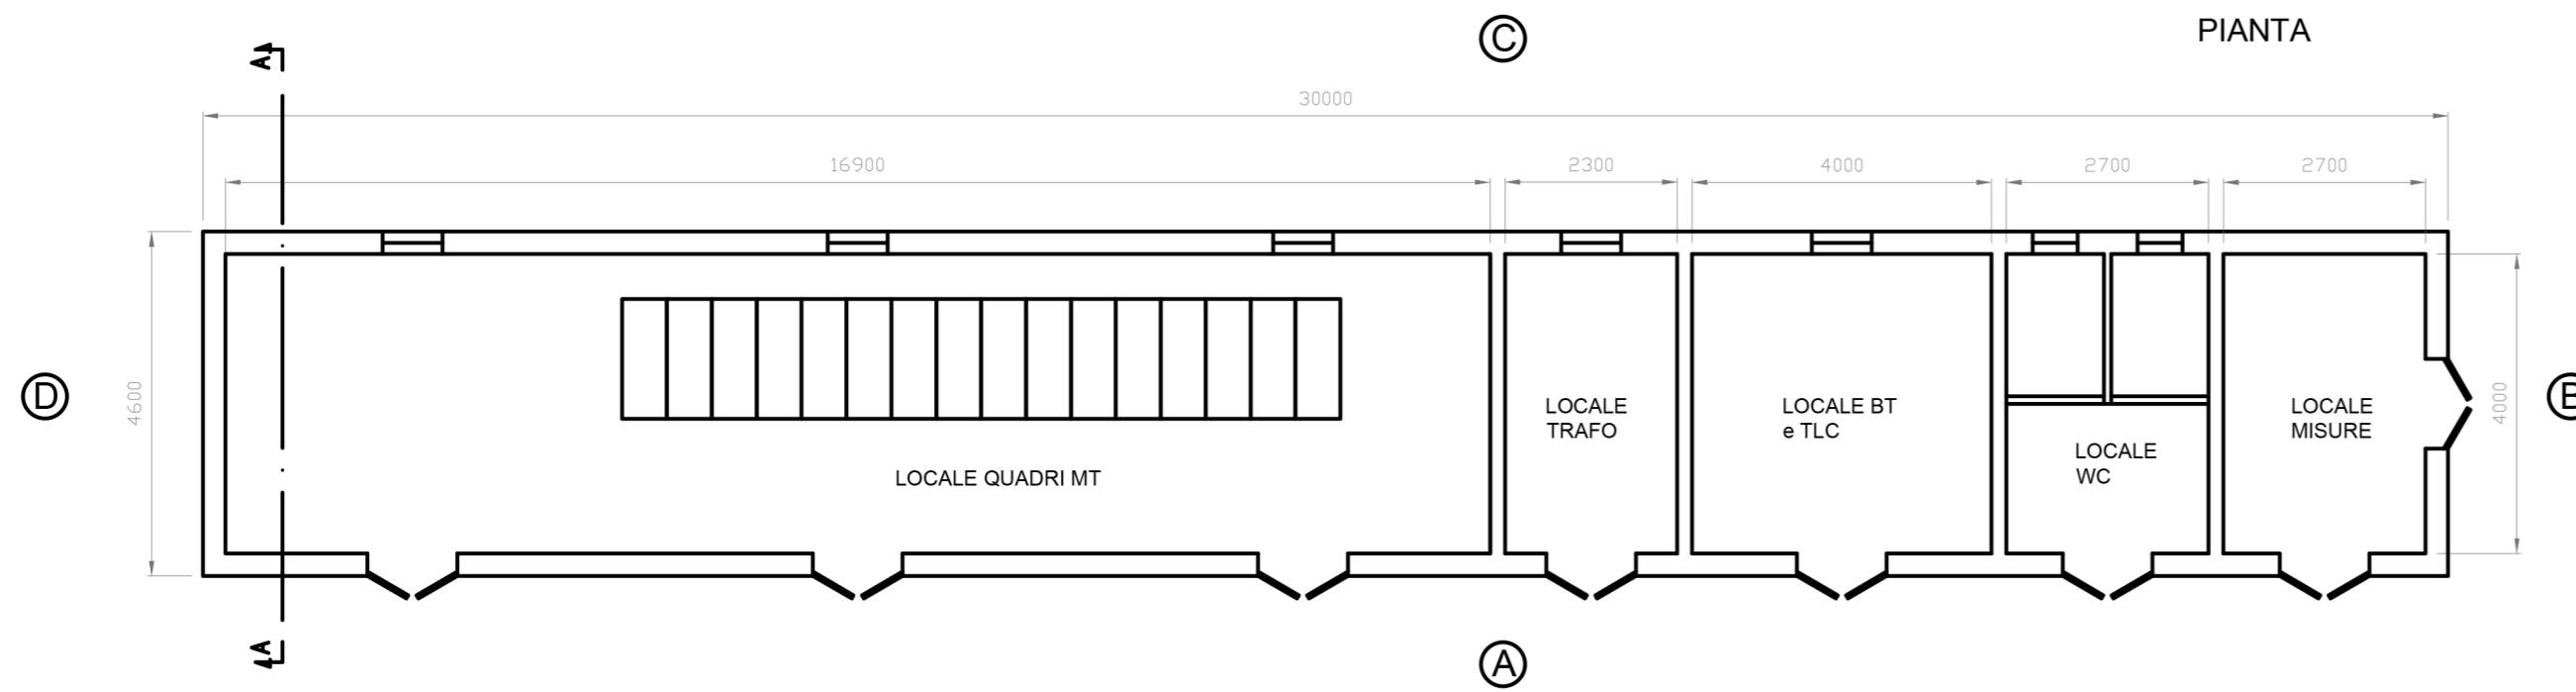 C
PIANTA
A
30000
16900
2300
4000
2700
2700
D
4600
LOCALE
TRAFO
LOCALE BT
e TLC
LOCALE
MISURE
4000
B
LOCALE
WC
LOCALE QUADRI MT
A
A